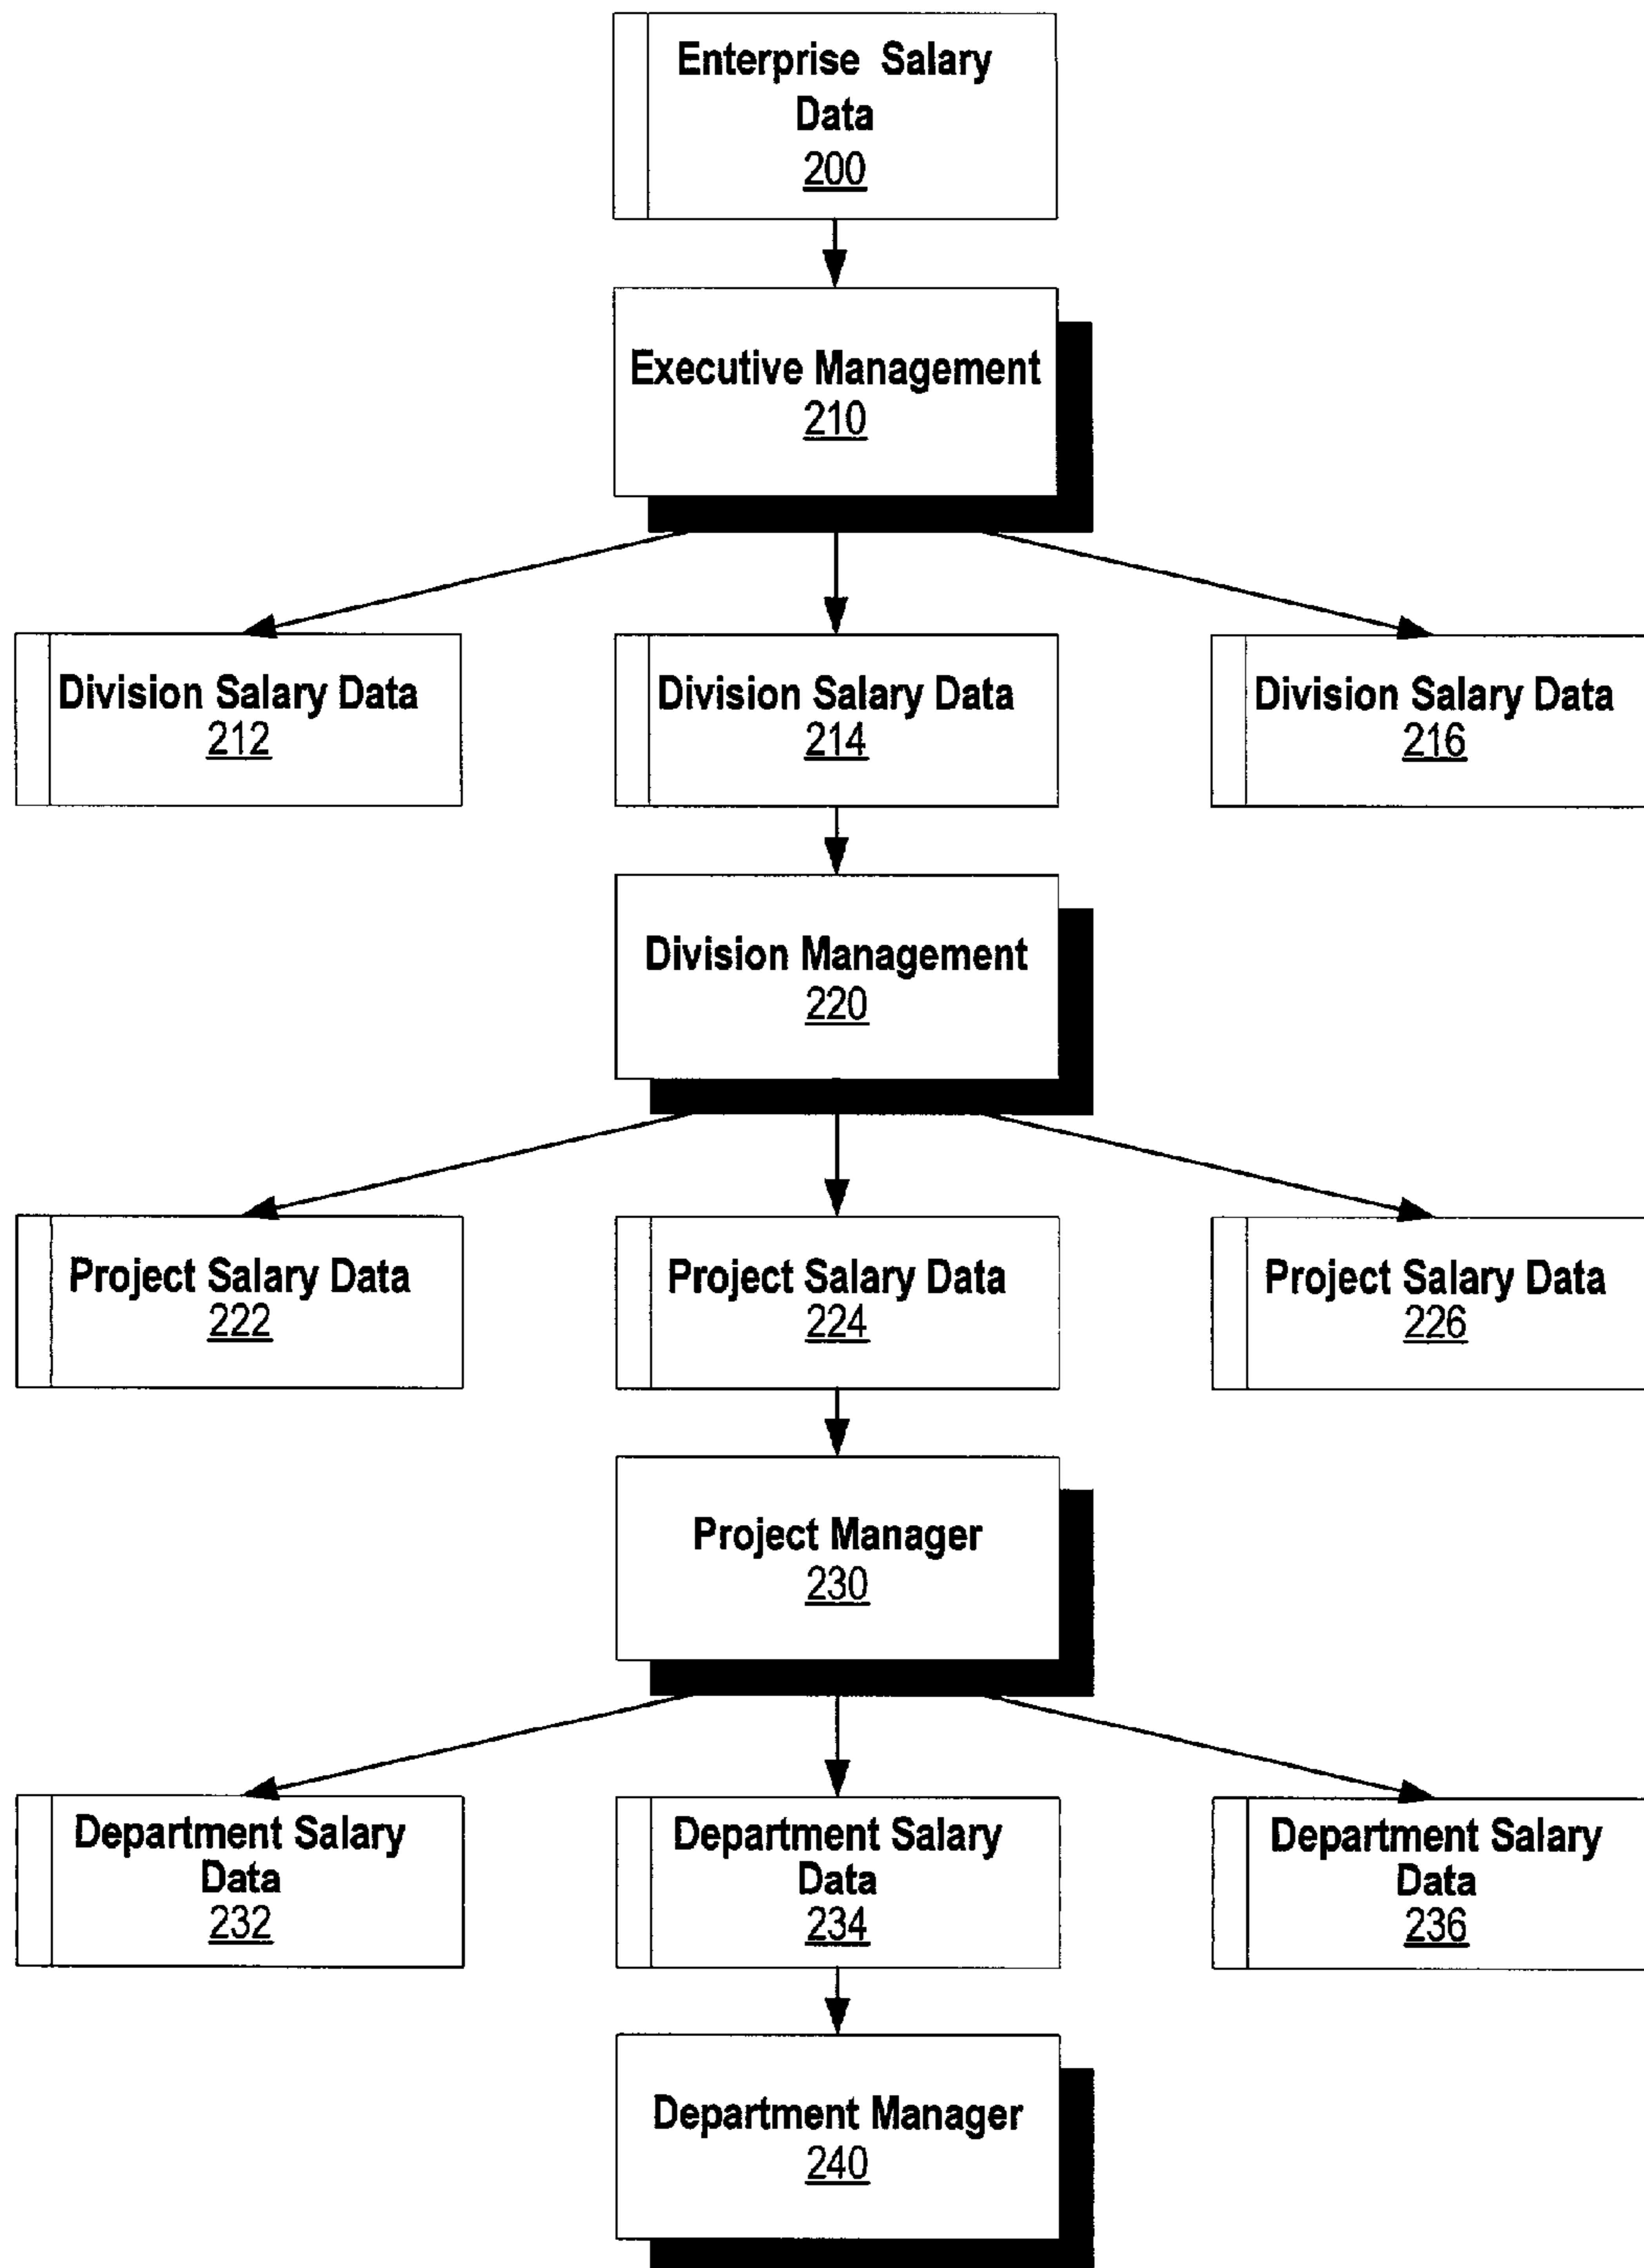 Enterprise Salary
Data
200
Executive Management
210
Division Salary Data
212
Division Salary Data
214
Division Salary Data
216
Division Management
220
Project Salary Data
222
Project Salary Data
224
Project Salary Data
226
Project Manager
230
Department Salary
Data
232
Department Salary
Data
234
Department Salary
Data
236
Department Manager
240